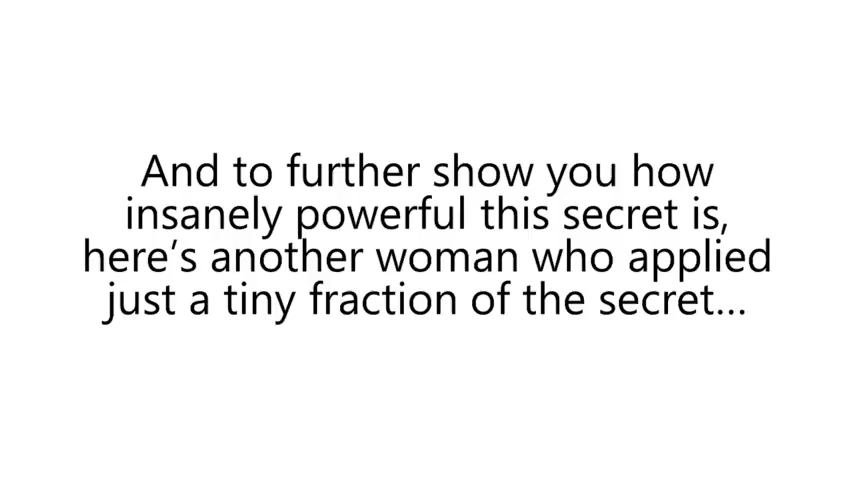 And to further show you how
insanely powerful this secret is,
here’s another woman who applied
just a tiny fraction of the secret...